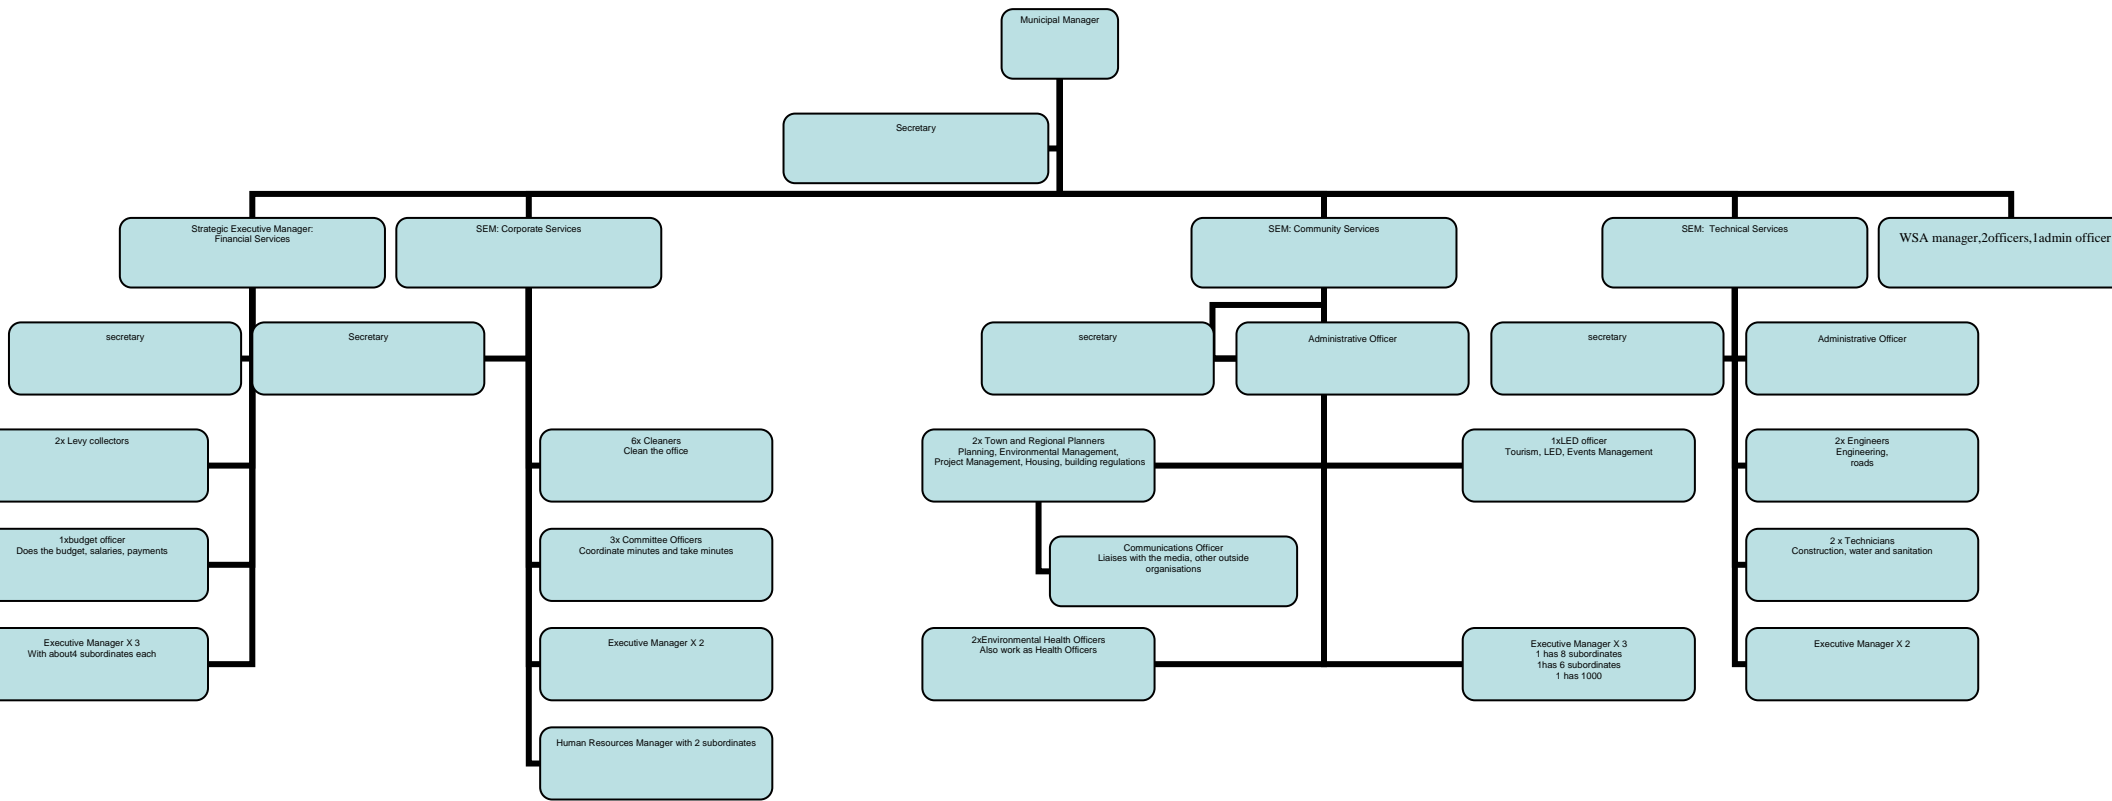 Municipal Manager
Secretary
Strategic Executive Manager:
Financial Services
SEM: Corporate Services
SEM: Community Services
SEM:  Technical Services
WSA manager,2officers,1admin officer
secretary
Secretary
secretary
Administrative Officer
secretary
Administrative Officer
2x Levy collectors
6x Cleaners
Clean the office
2x Town and Regional Planners
Planning, Environmental Management,
Project Management, Housing, building regulations
1xLED officer
Tourism, LED, Events Management
2x Engineers
Engineering,
roads
1xbudget officer
Does the budget, salaries, payments
3x Committee Officers
Coordinate minutes and take minutes
Communications Officer
Liaises with the media, other outside
organisations
2 x Technicians
Construction, water and sanitation
Executive Manager X 3
With about4 subordinates each
Executive Manager X 2
2xEnvironmental Health Officers
Also work as Health Officers
Executive Manager X 3
1 has 8 subordinates
1has 6 subordinates
1 has 1000
Executive Manager X 2
Human Resources Manager with 2 subordinates